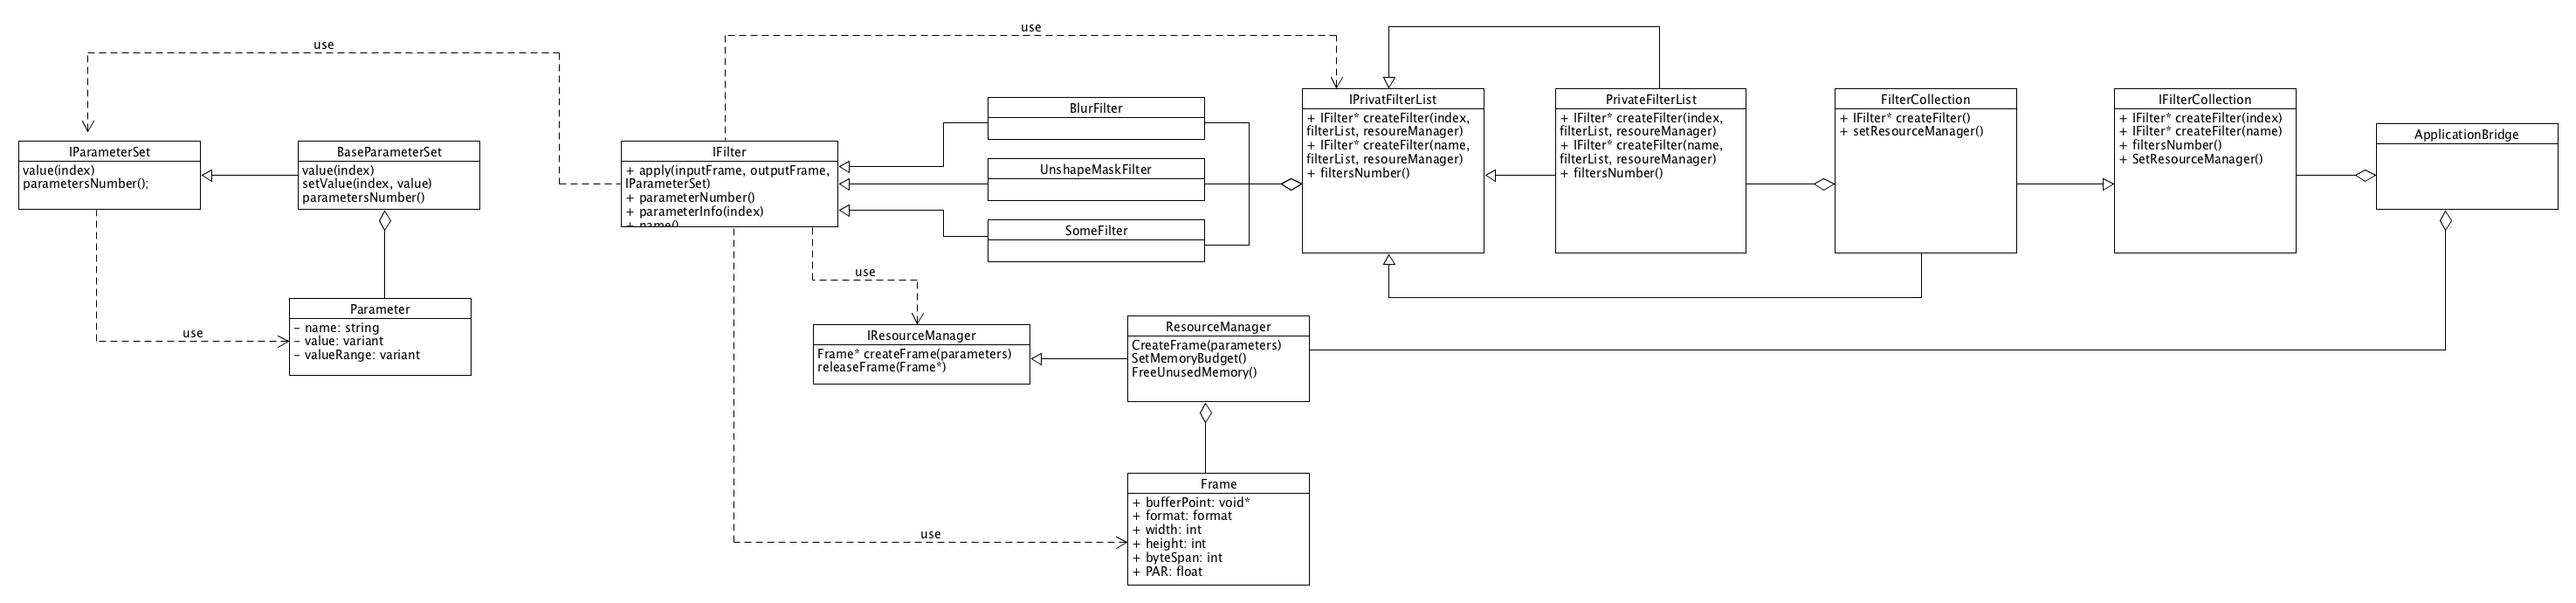 use
use
IParameterSet
value(index)
parametersNumber();
BaseParameterSet
value(index)
setValue(index, value)
parametersNumber()
use
Parameter
- name: string
- value: variant
- valueRange: variant
IFilter
+ apply(inputFrame, outputFrame,
IParameterSet)
+ parameterNumber()
+ parameterInfo(index)
+ name()
BlurFilter
UnshapeMaskFilter
SomeFilter
use
IPrivatFilterList
+ IFilter* createFilter(index,
filterList, resoureManager)
+ IFilter* createFilter(name,
filterList, resoureManager)
+ filtersNumber()
PrivateFilterList
+ IFilter* createFilter(index,
filterList, resoureManager)
+ IFilter* createFilter(name,
filterList, resoureManager)
+ filtersNumber()
FilterCollection
+ IFilter* createFilter()
+ setResourceManager()
IFilterCollection
+ IFilter* createFilter(index)
+ IFilter* createFilter(name)
+ filtersNumber()
+ SetResourceManager()
ApplicationBridge
IResourceManager
Frame* createFrame(parameters)
releaseFrame(Frame*)
ResourceManager
CreateFrame(parameters)
SetMemoryBudget()
FreeUnusedMemory()
use
Frame
+ bufferPoint: void*
+ format: format
+ width: int
+ height: int
+ byteSpan: int
+ PAR: float